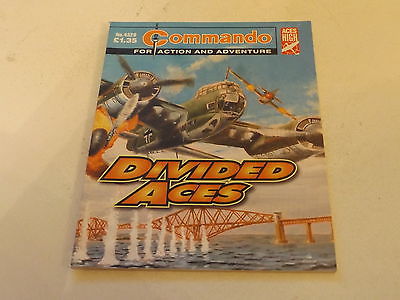 No.4329
£1.35
Commando
FOR ACTION AND ADVENTURE
ACES
HIGH
DIVIDED
ACES